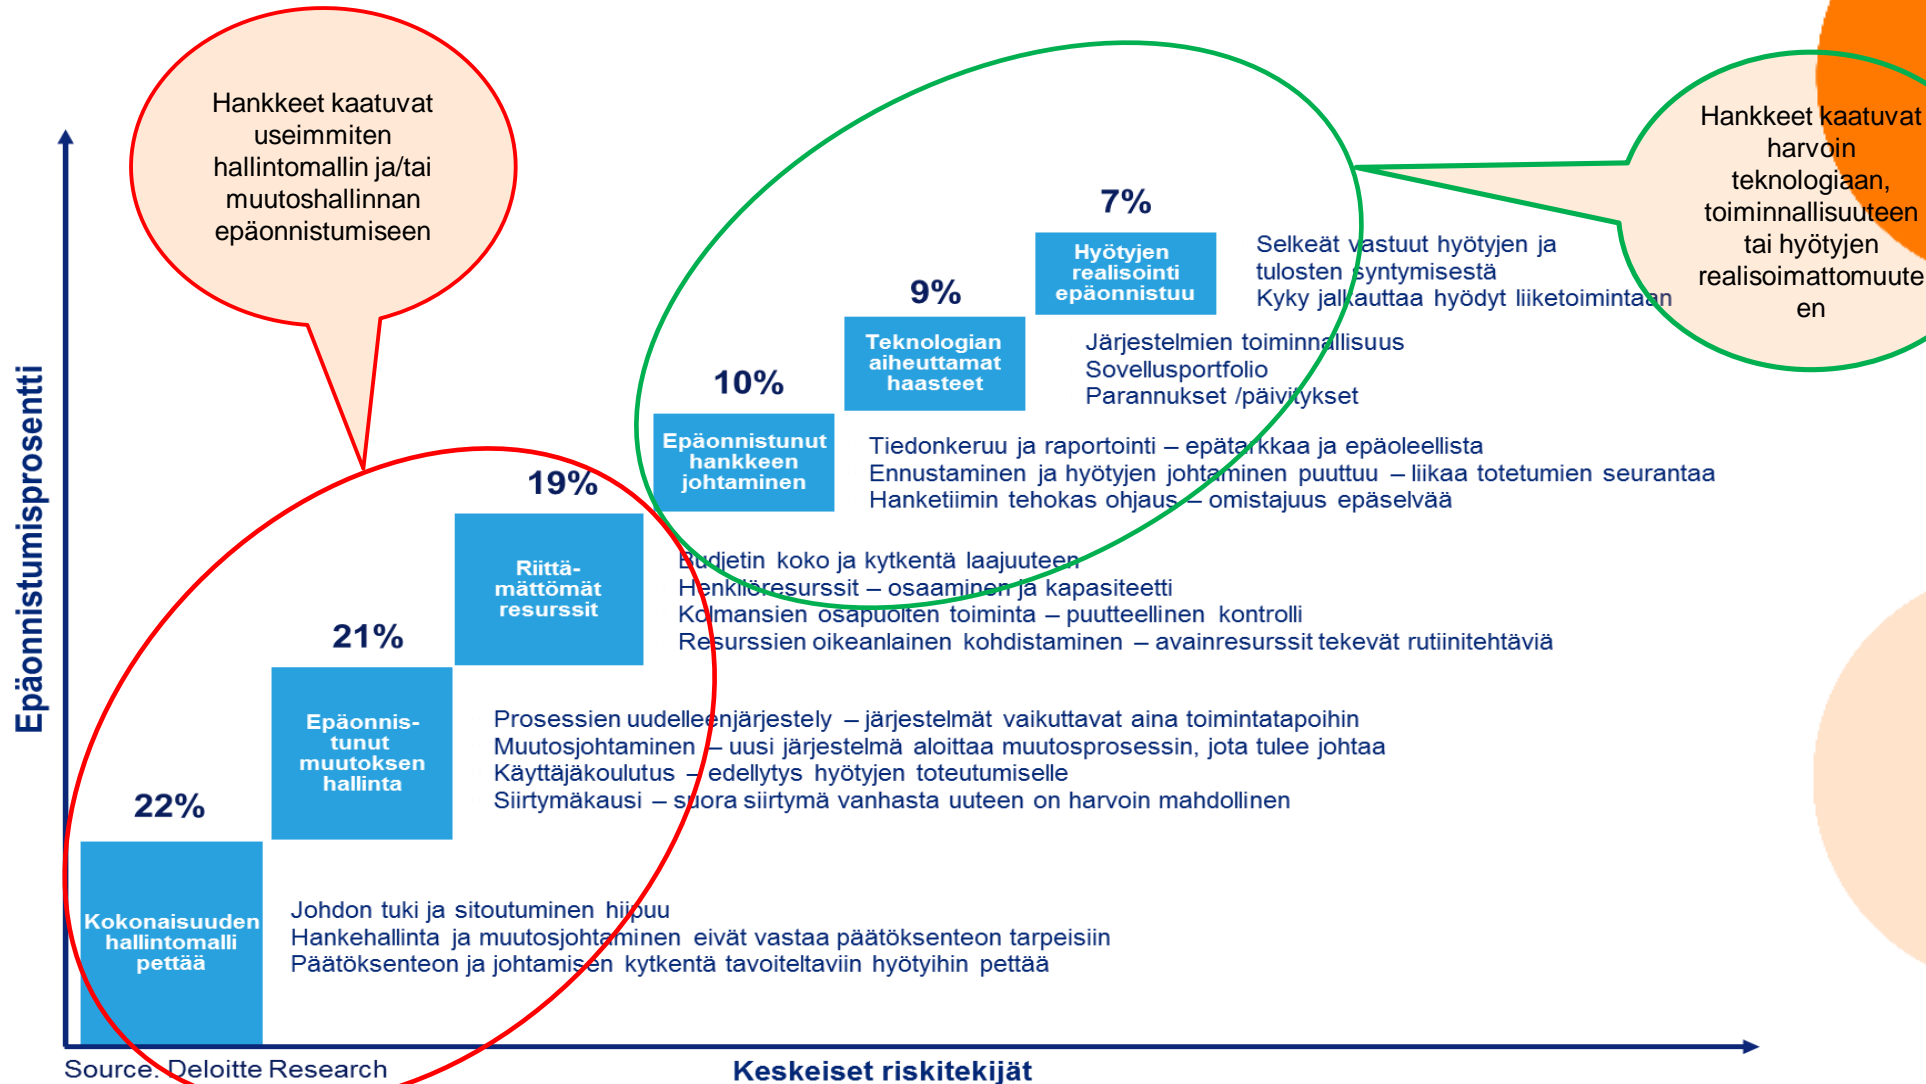 Hankkeet kaatuvat
useimmiten
hallintomallin ja/tai
muutoshallinnan
epäonnistumiseen
Hankkeet kaatuvat
harvoin
teknologiaan,
toiminnallisuuteen
tai hyötyjen
realisoimattomuute
en
Epäonnistumisprosentti
7%
Hyötyjen
realisointi
epäonnistuu
Selkeät vastuut hyötyjen ja
tulosten syntymisestä
Kyky jalkauttaa hyödyt liiketoimintaan
9%
Teknologian
aiheuttamat
haasteet
Järjestelmien toiminnallisuus
Sovellusportfolio
Parannukset /päivitykset
10%
Epäonnistunut
hankkeen
johtaminen
Tiedonkeruu ja raportointi – epätarkkaa ja epäoleellista
Ennustaminen ja hyötyjen johtaminen puuttuu – liikaa totetumien seurantaa
Hanketiimin tehokas ohjaus – omistajuus epäselvää
19%
Riittä-
mättömät
resurssit
Budjetin koko ja kytkentä laajuuteen
Henkilöresurssit – osaaminen ja kapasiteetti
Kolmansien osapuolten toiminta – puutteellinen kontrolli
Resurssien oikeanlainen kohdistaminen – avainresurssit tekevät rutiinitehtäviä
21%
Epäonnis-
tunut
muutoksen
hallinta
Prosessien uudelleenjärjestely – järjestelmät vaikuttavat aina toimintatapoihin
Muutosjohtaminen – uusi järjestelmä aloittaa muutosprosessin, jota tulee johtaa
Käyttäjäkoulutus – edellytys hyötyjen toteutumiselle
Siirtymäkausi – suora siirtymä vanhasta uuteen on harvoin mahdollinen
22%
Kokonaisuuden
hallintomalli
pettää
Johdon tuki ja sitoutuminen hiipuu
Hankehallinta ja muutosjohtaminen eivät vastaa päätöksenteon tarpeisiin
Päätöksenteon ja johtamisen kytkentä tavoiteltaviin hyötyihin pettää
Source: Deloitte Research
Keskeiset riskitekijät